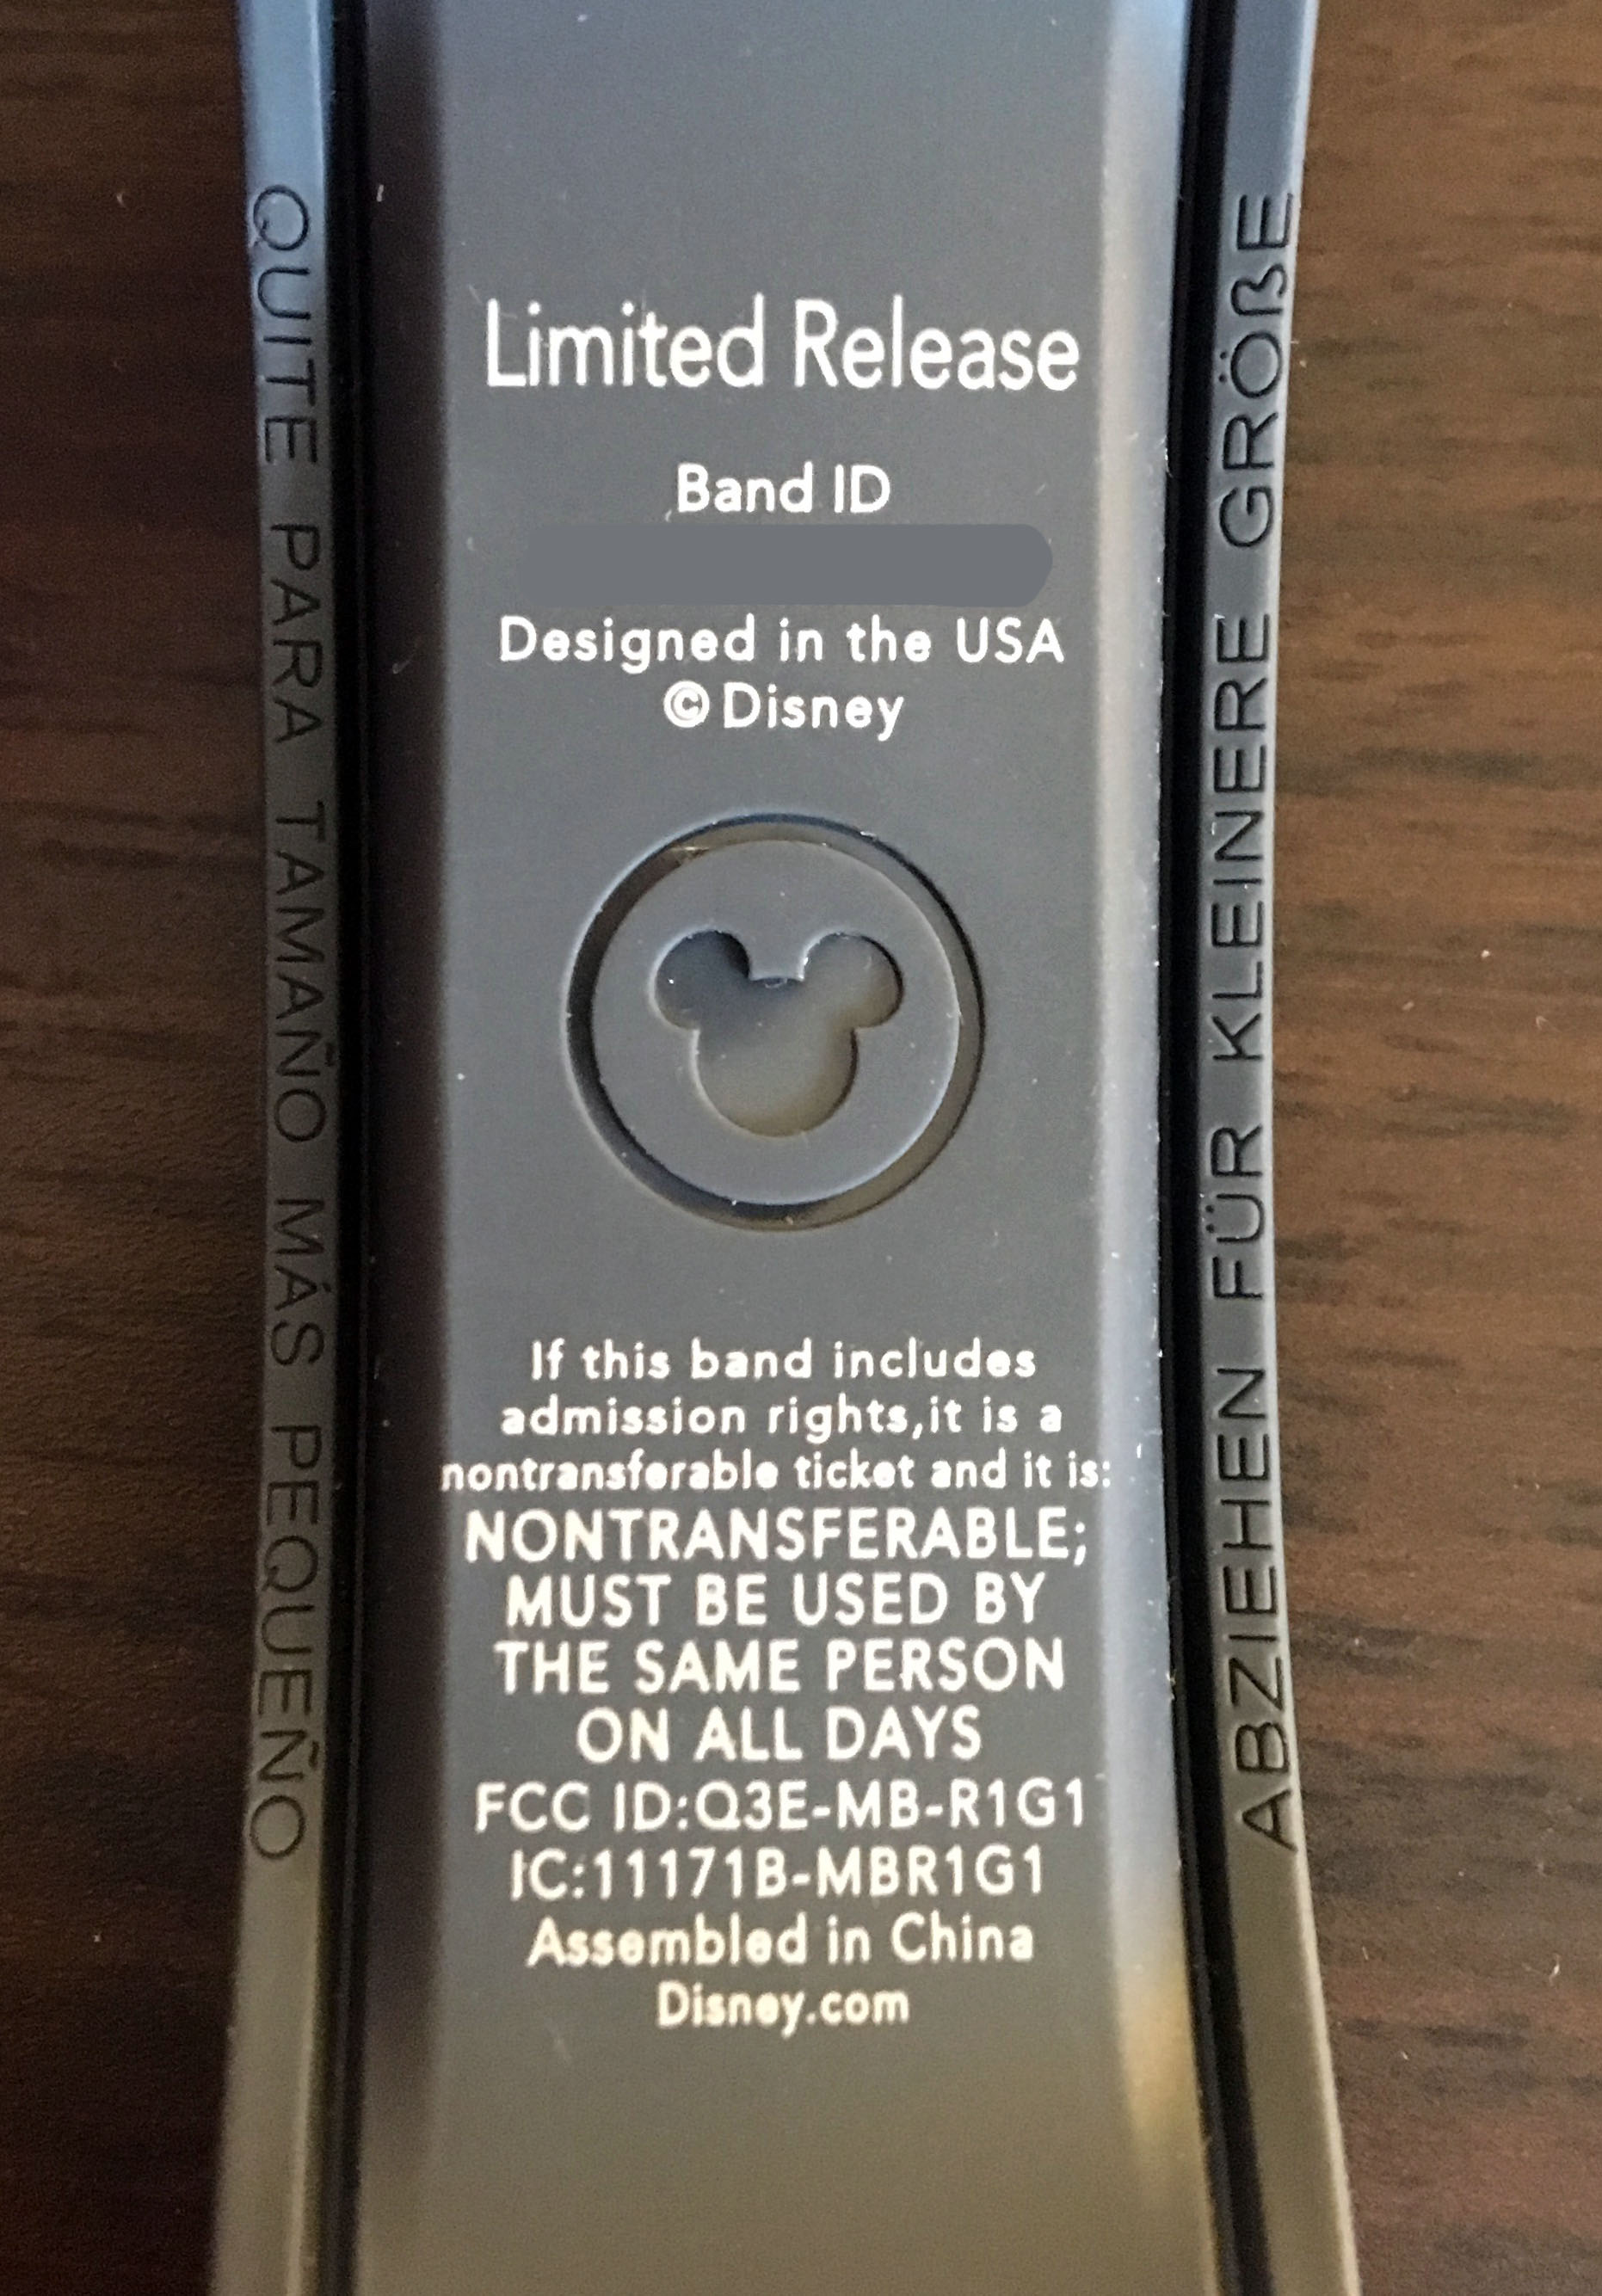 Limited Release
Band ID
Designed in the USA
©Disney
If this band includes
admission rights,it is a
nontransferable ticket and it is:
NONTRANSFERABLE;
MUST BE USED BY
THE SAME PERSON
ON ALL DAYS
FCC ID:Q3E-MB-R1G1
IC:11171B-MBR1G1
Assembled in China
Disney.com
QUITE PARA TAMAÑO MÁS PEQUEÑO
ABZIEHEN FÜR KLEINERE GRÖßE